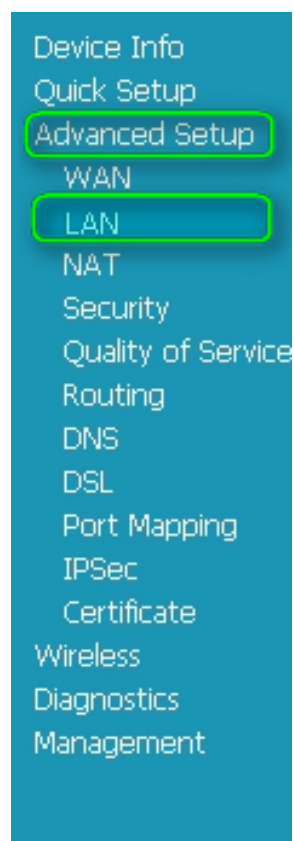 Device Info
Quick Setup
Advanced Setup
WAN
LAN
NAT
Security
Quality of Service
Routing
DNS
DSL
Port Mapping
IPSec
Certificate
Wireless
Diagnostics
Management